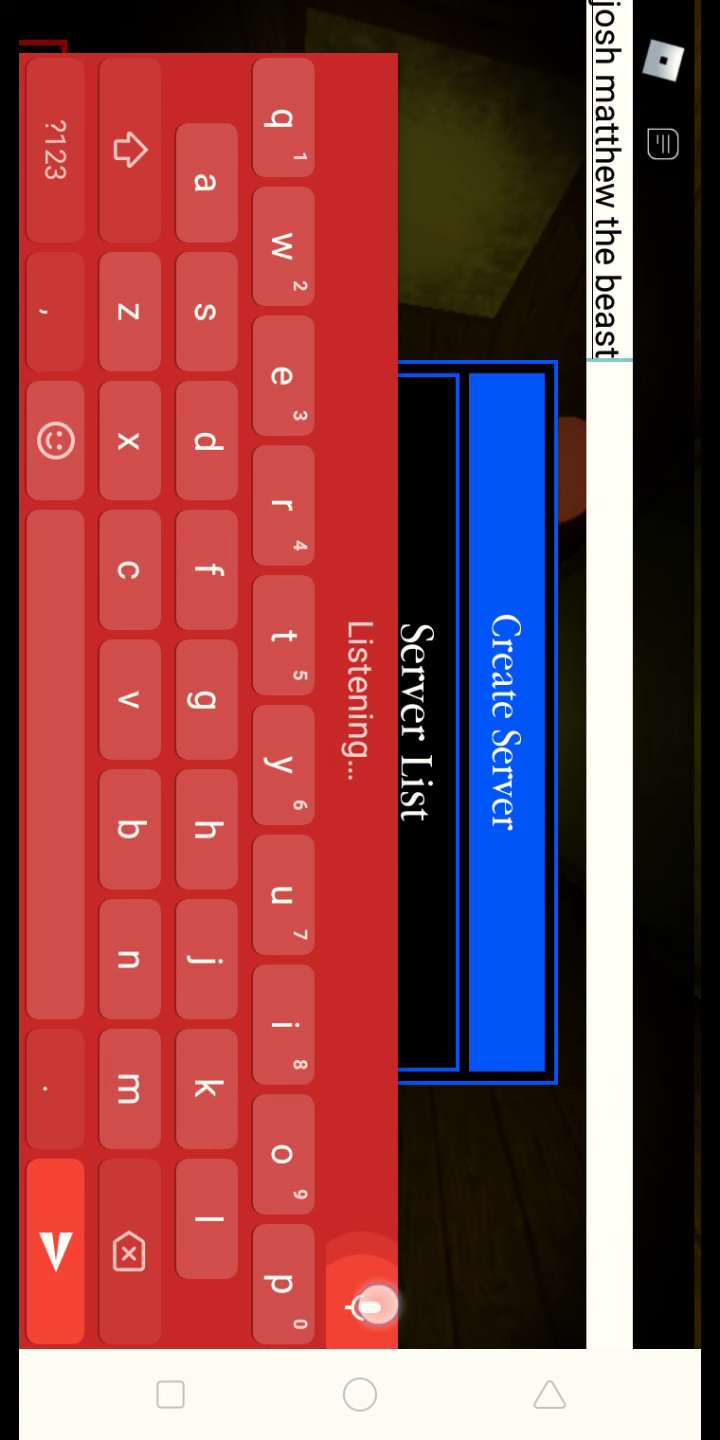 josh matthew the beast
Create Server
Server List
Listening...
q 1 w 2 e 3 r 4 t 5 y 6 u 7 i 8 o 9 p 0
a s d f g h j k l
z x c v b n m
?123 , .